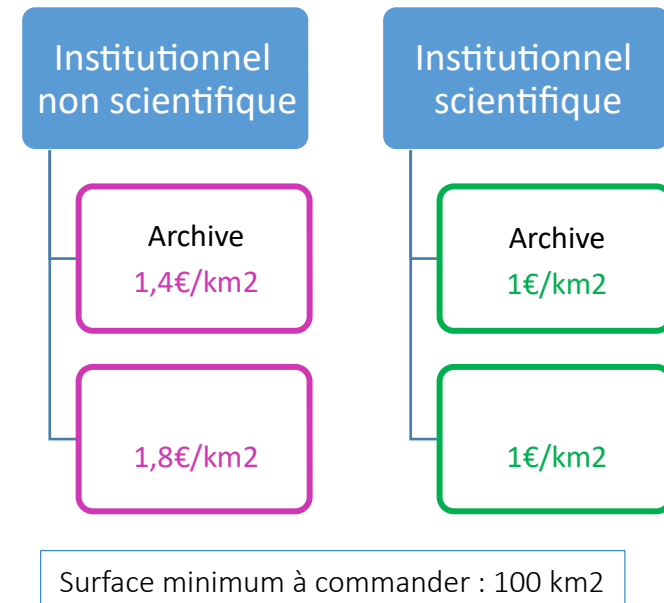 Institutionnel
non scientifique
Archive
1,4€/km2
1,8€/km2
Institutionnel
scientifique
Archive
1€/km2
1€/km2
Surface minimum à commander : 100 km2